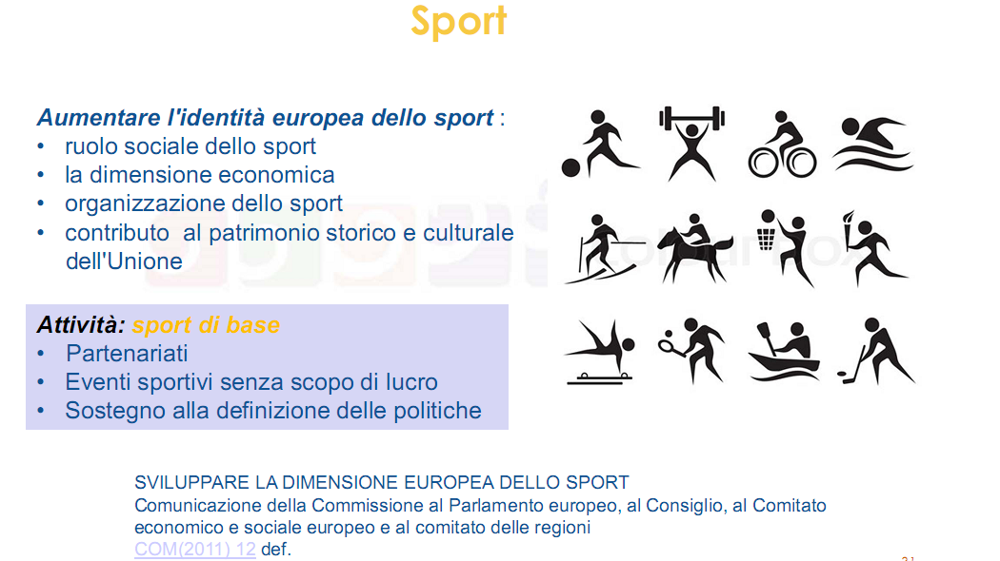 Sport
Aumentare l'identità europea dello sport :
• ruolo sociale dello sport
• la dimensione economica
• organizzazione dello sport
• contributo al patrimonio storico e culturale
dell'Unione
Attività: sport di base
• Partenariati
• Eventi sportivi senza scopo di lucro
• Sostegno alla definizione delle politiche
SVILUPPARE LA DIMENSIONE EUROPEA DELLO SPORT
Comunicazione della Commissione al Parlamento europeo, al Consiglio, al Comitato
economico e sociale europeo e al comitato delle regioni
COM(2011) 12 def.